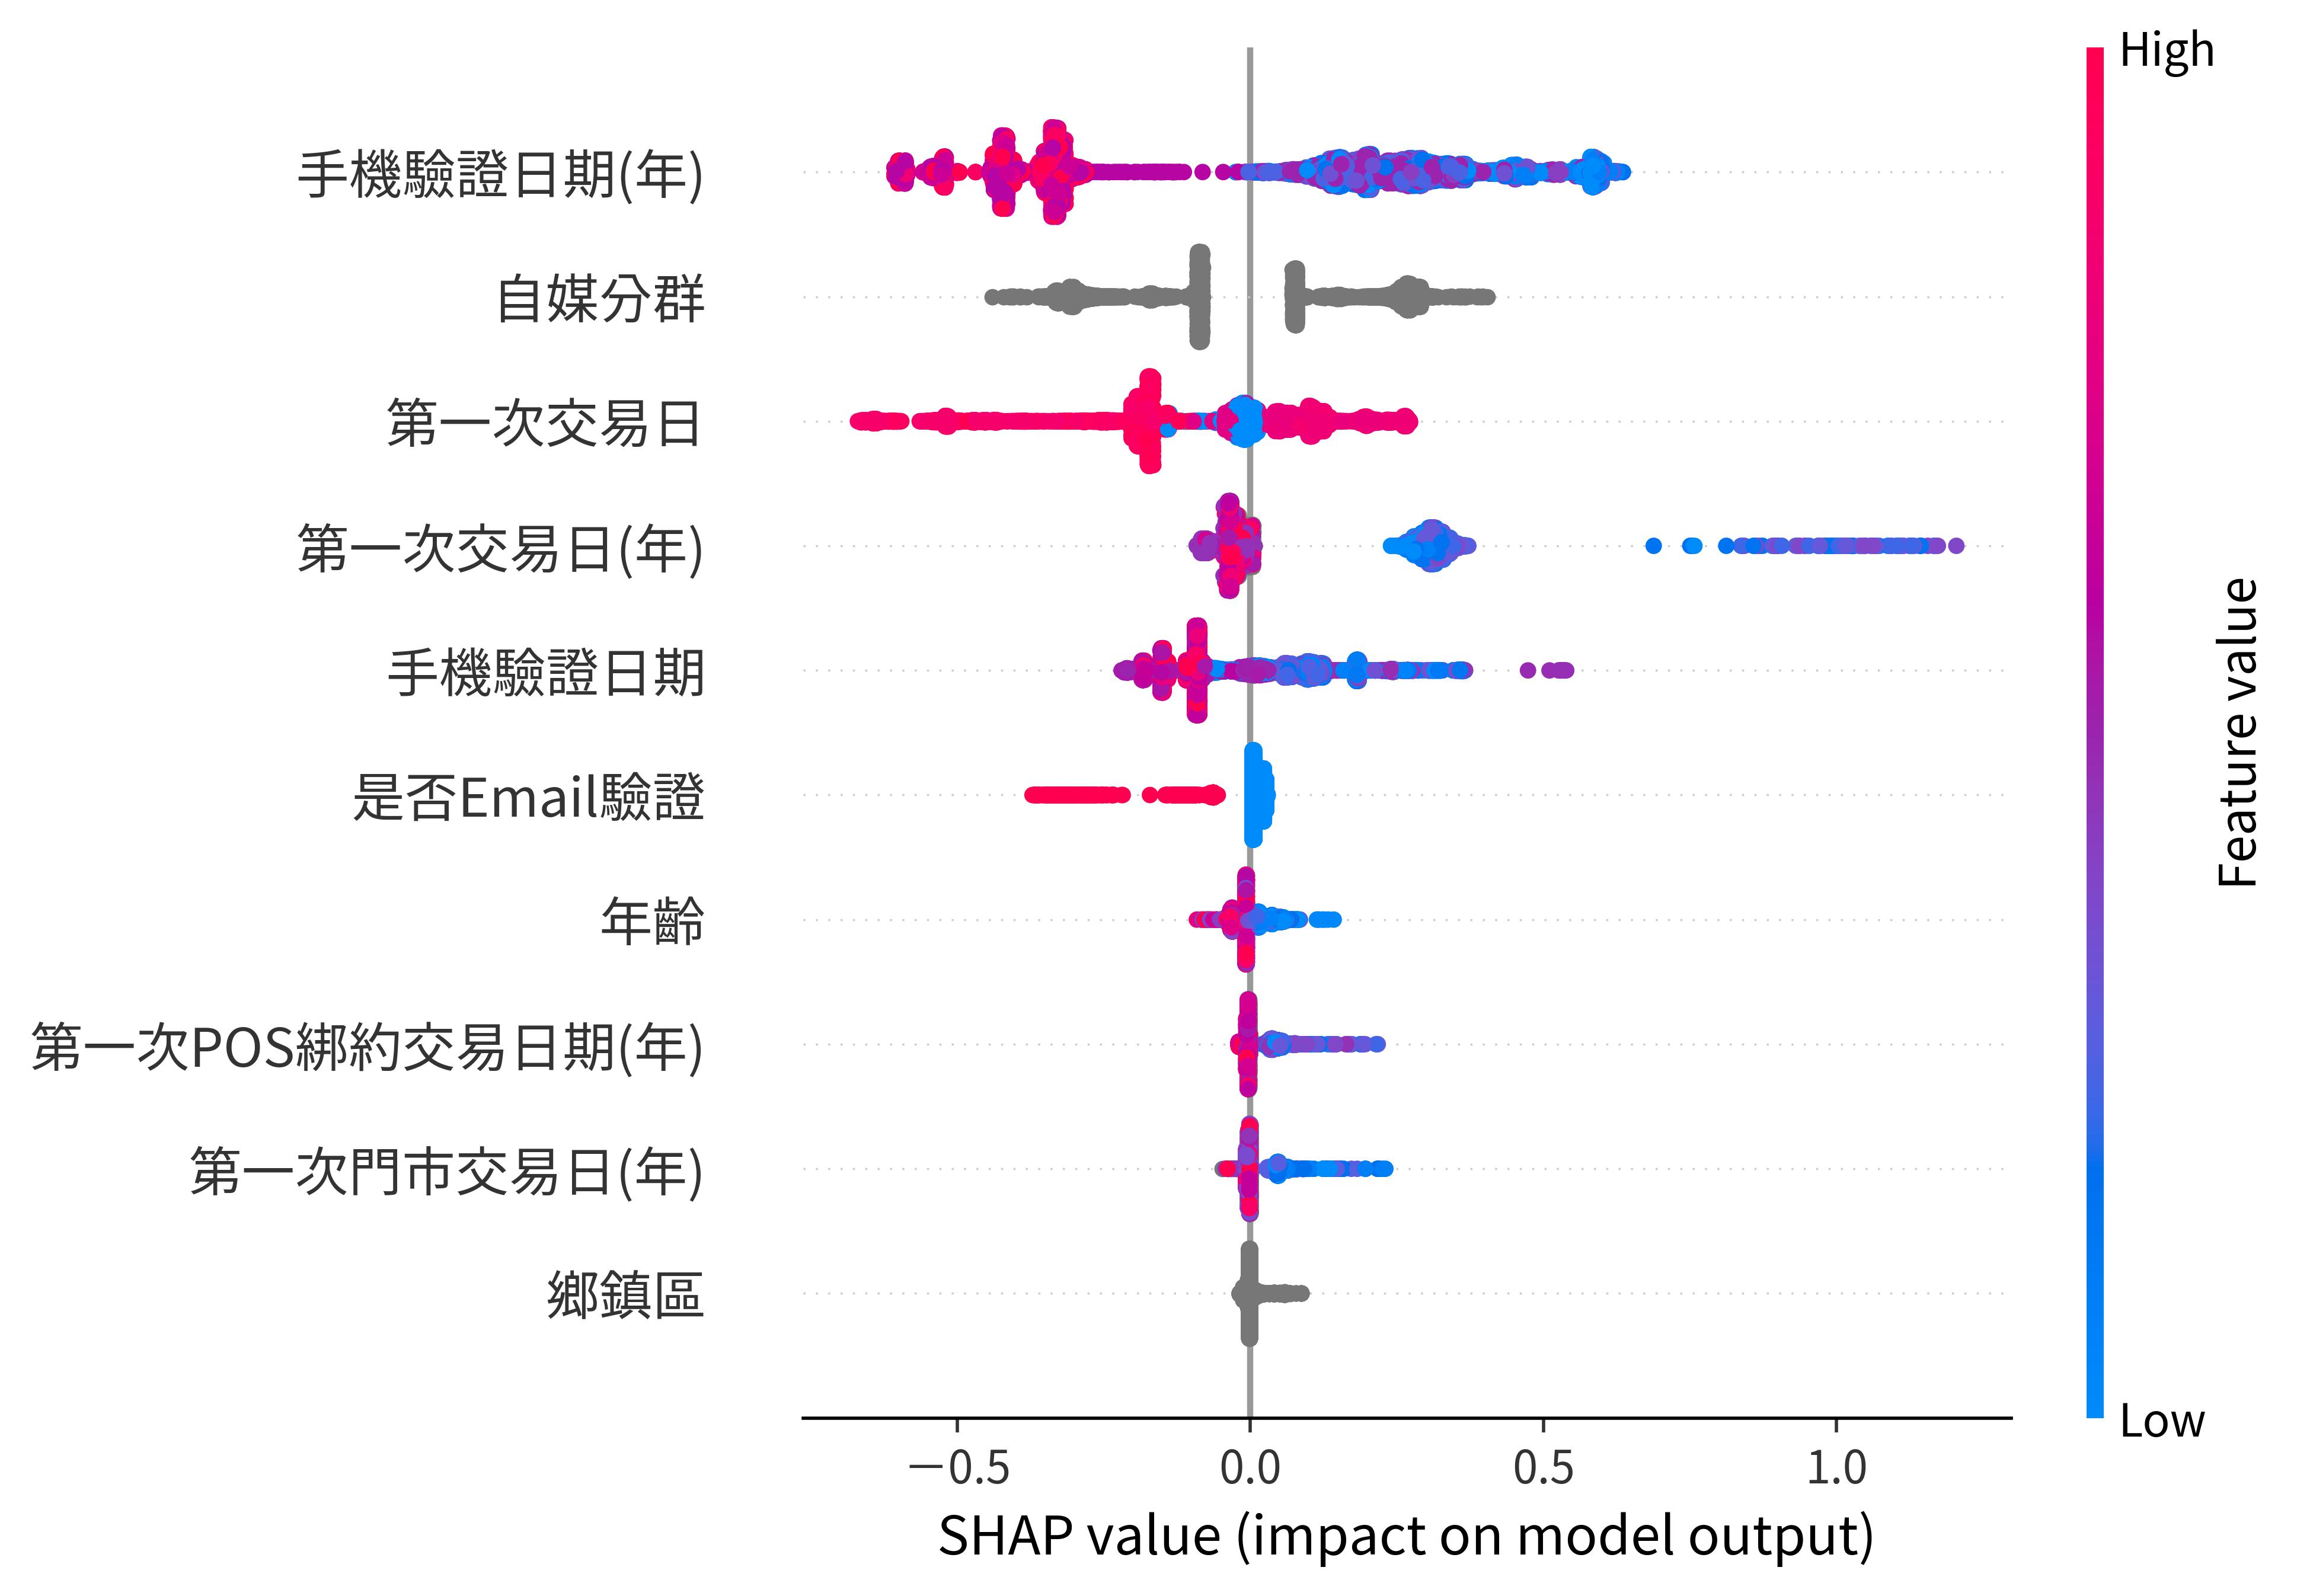 High
手機驗證日期(年)
自媒分群
第一次交易日
第一次交易日(年)
手機驗證日期
是否Email驗證
年齡
第一次POS綁約交易日期(年)
第一次門市交易日(年)
鄉鎮區
Feature value
Low
−0.5 0.0 0.5 1.0
SHAP value (impact on model output)